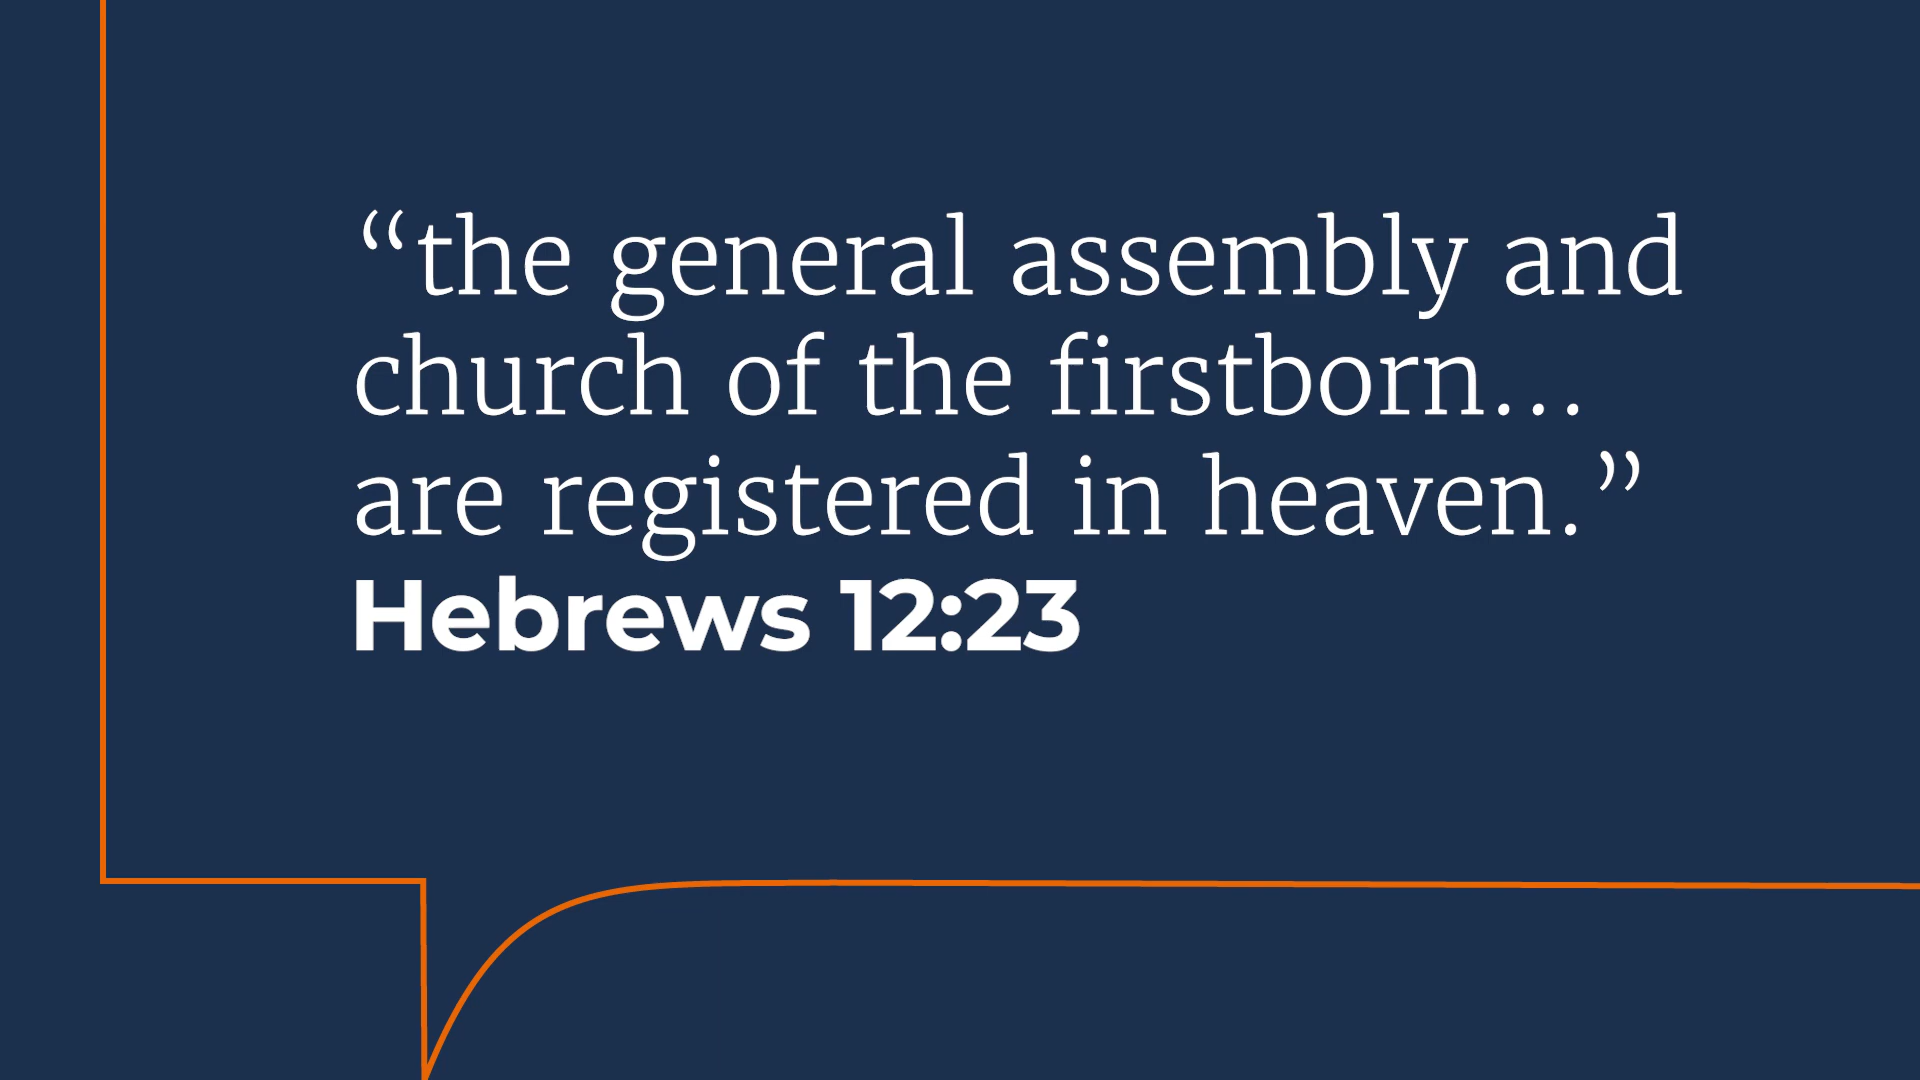 “the general assembly and
church of the firstborn…
are registered in heaven.”
Hebrews 12:23